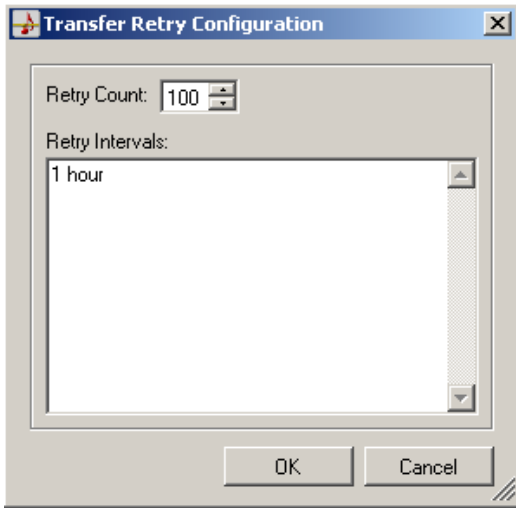 Transfer Retry Configuration
Retry Count: 100
Retry Intervals:
1 hour
OK Cancel